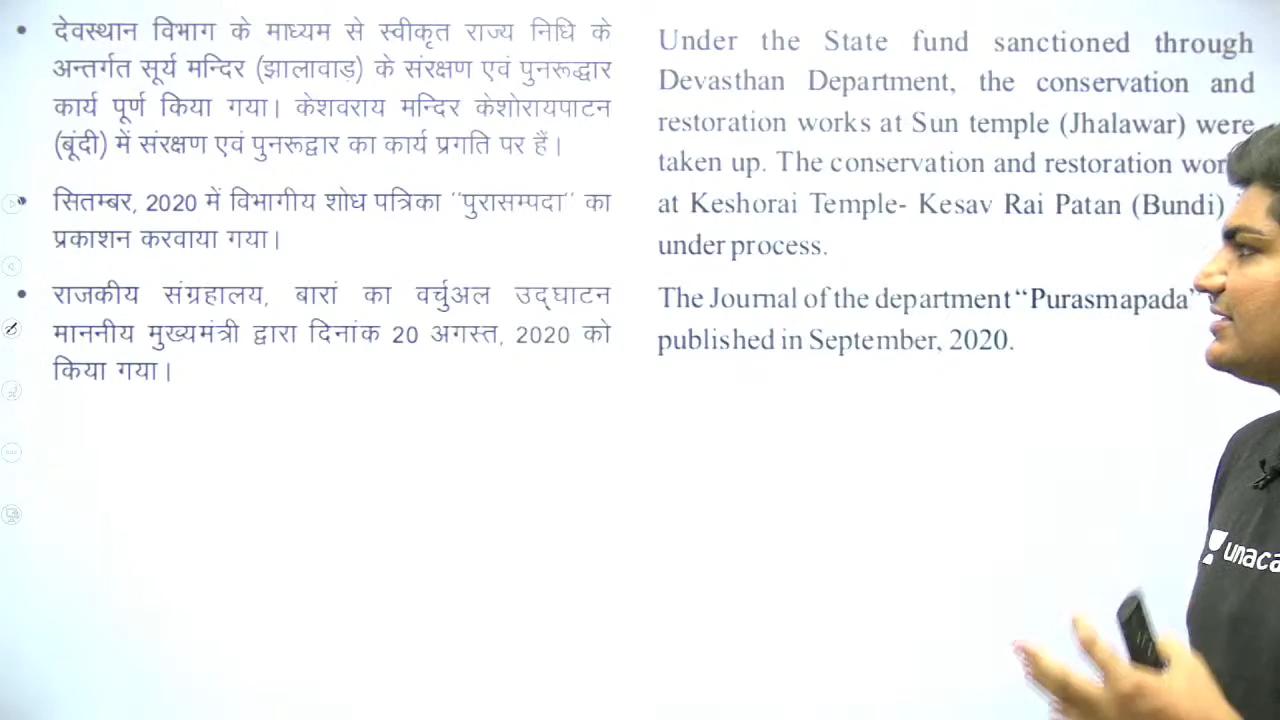 देवस्थान विभाग के माध्यम से स्वीकृत राज्य निधि के
अन्तर्गत सूर्य मन्दिर (झालावाड़) के संरक्षण एवं पुनरूद्धार
कार्य पूर्ण किया गया। केशवराय मन्दिर केशोरायपाटन
(बूंदी) में संरक्षण एवं पुनरूद्वार का कार्य प्रगति पर हैं।
सितम्बर, 2020 में विभागीय शोध पत्रिका "पुरासम्पदा" का
प्रकाशन करवाया गया।
राजकीय संग्रहालय, बारां का वर्चुअल उद्घाटन
माननीय मुख्यमंत्री द्वारा दिनांक 20 अगस्त, 2020 को
किया गया।
Under the State fund sanctioned through
Devasthan Department, the conservation and
restoration works at Sun temple (Jhalawar) were
taken up. The conservation and restoration
at Keshorai Temple- Kesav Rai Patan (Bundi)
under process.
The Journal of the department "Purasmapada"
published in September, 2020.